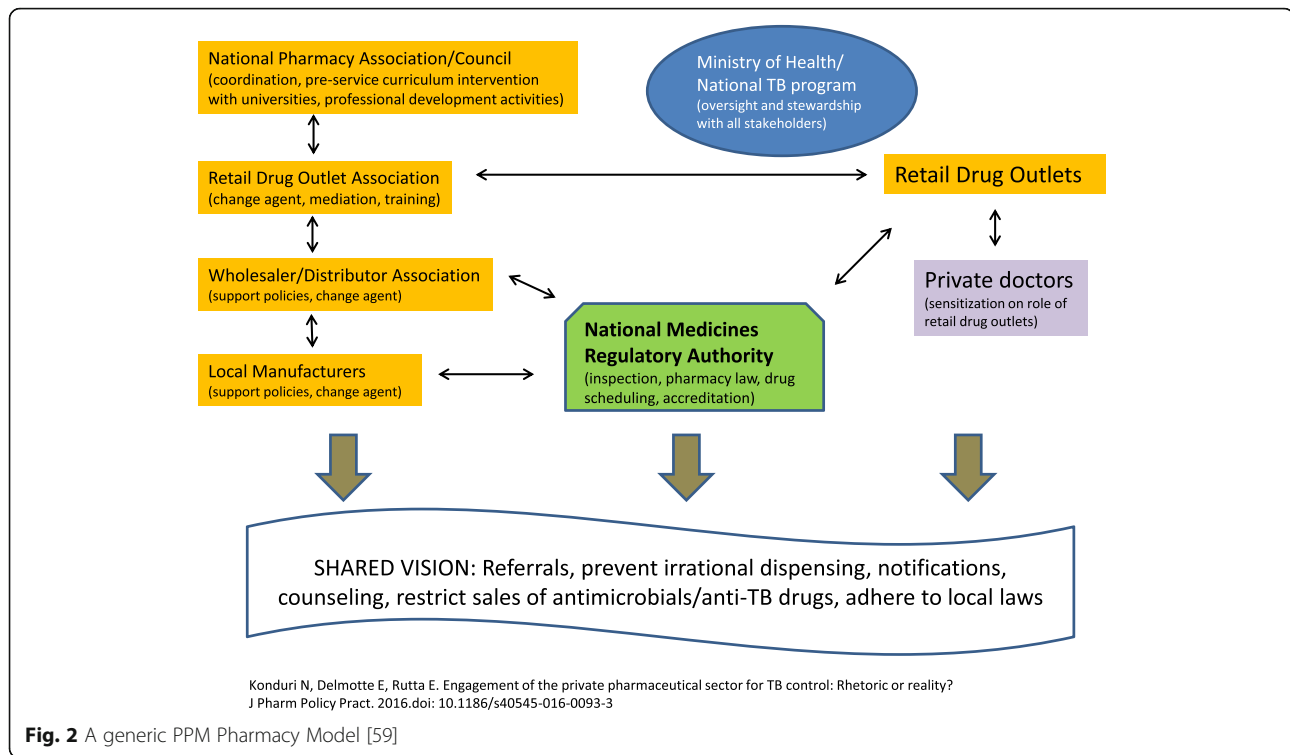 National Pharmacy Association/Council
(coordination, pre-service curriculum intervention
with universities, professional development activities)
Ministry of Health/
National TB program
(oversight and stewardship
with all stakeholders)
Retail Drug Outlet Association
(change agent, mediation, training)
Retail Drug Outlets
Wholesaler/Distributor Association
(support policies, change agent)
Private doctors
(sensitization on role of
retail drug outlets)
National Medicines
Regulatory Authority
(inspection, pharmacy law, drug
scheduling, accreditation)
Local Manufacturers
(support policies, change agent)
SHARED VISION: Referrals, prevent irrational dispensing, notifications,
counseling, restrict sales of antimicrobials/anti-TB drugs, adhere to local laws
Konduri N, Delmotte E, Rutta E. Engagement of the private pharmaceutical sector for TB control: Rhetoric or reality?
J Pharm Policy Pract. 2016.doi: 10.1186/s40545-016-0093-3
Fig. 2 A generic PPM Pharmacy Model [59]